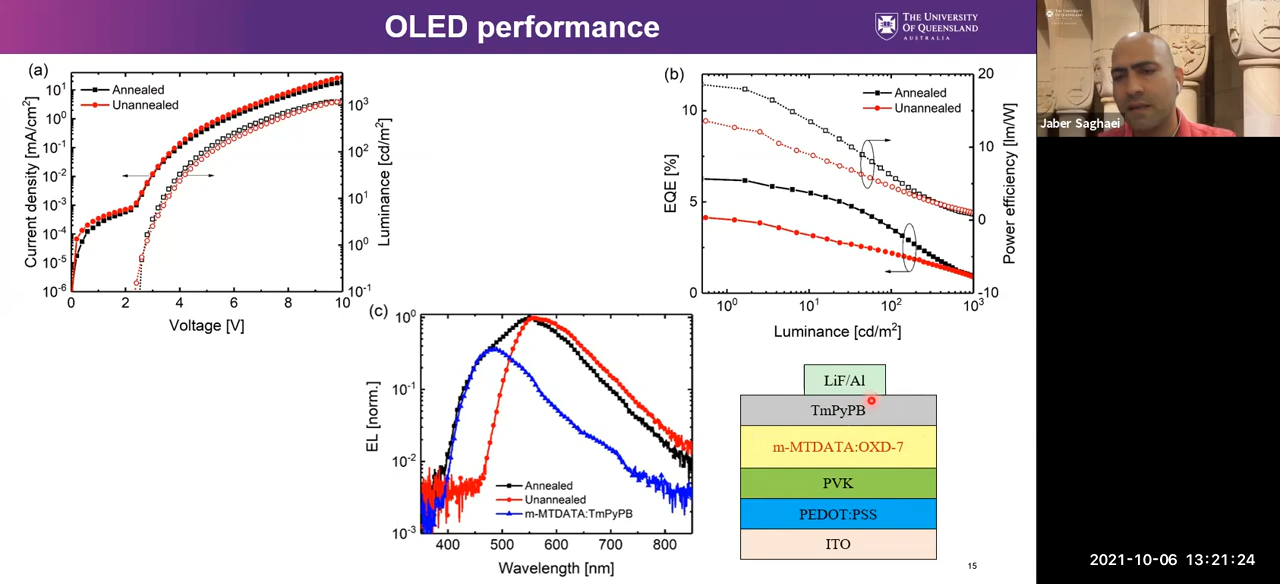 OLED performance
THE UNIVERSITY
OF QUEENSLAND
AUSTRALIA
Jaber Saghaei
(a)
Annealed
Unannealed
Current density [mA/cm²]
10¹
10⁰
10⁻¹
10⁻²
10⁻³
10⁻⁴
10⁻⁵
10⁻⁶
10³
10²
10¹
10⁰
10⁻¹
Luminance [cd/m²]
0 2 4 6 8 10
Voltage [V]
(b)
Annealed
Unannealed
EQE [%]
10
5
0
20
10
0
-10
Power efficiency [lm/W]
10⁰ 10¹ 10² 10³
Luminance [cd/m²]
(c)
EL [norm.]
10⁰
10⁻¹
10⁻²
10⁻³
Annealed
Unannealed
m-MTDATA:TmPyPB
400 500 600 700 800
Wavelength [nm]
LiF/Al
TmPyPB
m-MTDATA:OXD-7
PVK
PEDOT:PSS
ITO
15
2021-10-06 13:21:24